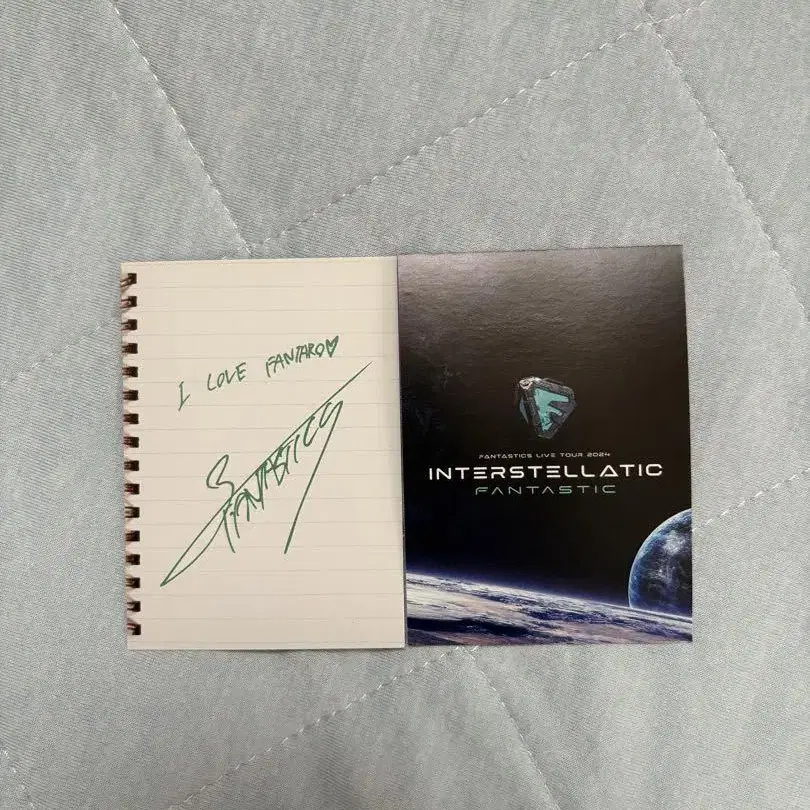 I LOVE FANTARO♡
FANTASTICS
FANTASTICS LIVE TOUR 2024
INTERSTELLATIC
FANTASTIC